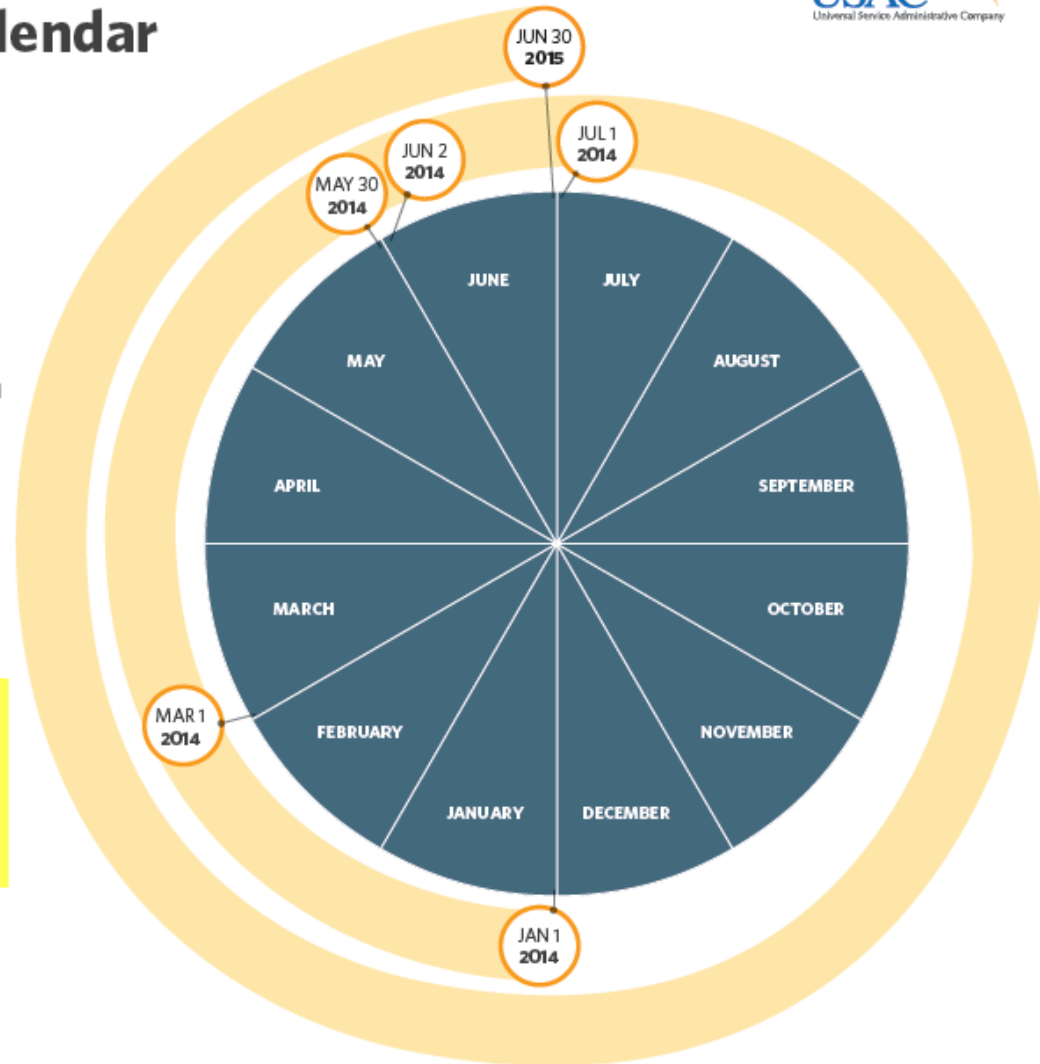 lendar
USAC
Universal Service Administrative Company
JUN 30
2015
JUL 1
2014
JUN 2
2014
MAY 30
2014
JUNE
JULY
MAY
AUGUST
APRIL
SEPTEMBER
MARCH
OCTOBER
MAR 1
2014
FEBRUARY
NOVEMBER
JANUARY
DECEMBER
JAN 1
2014